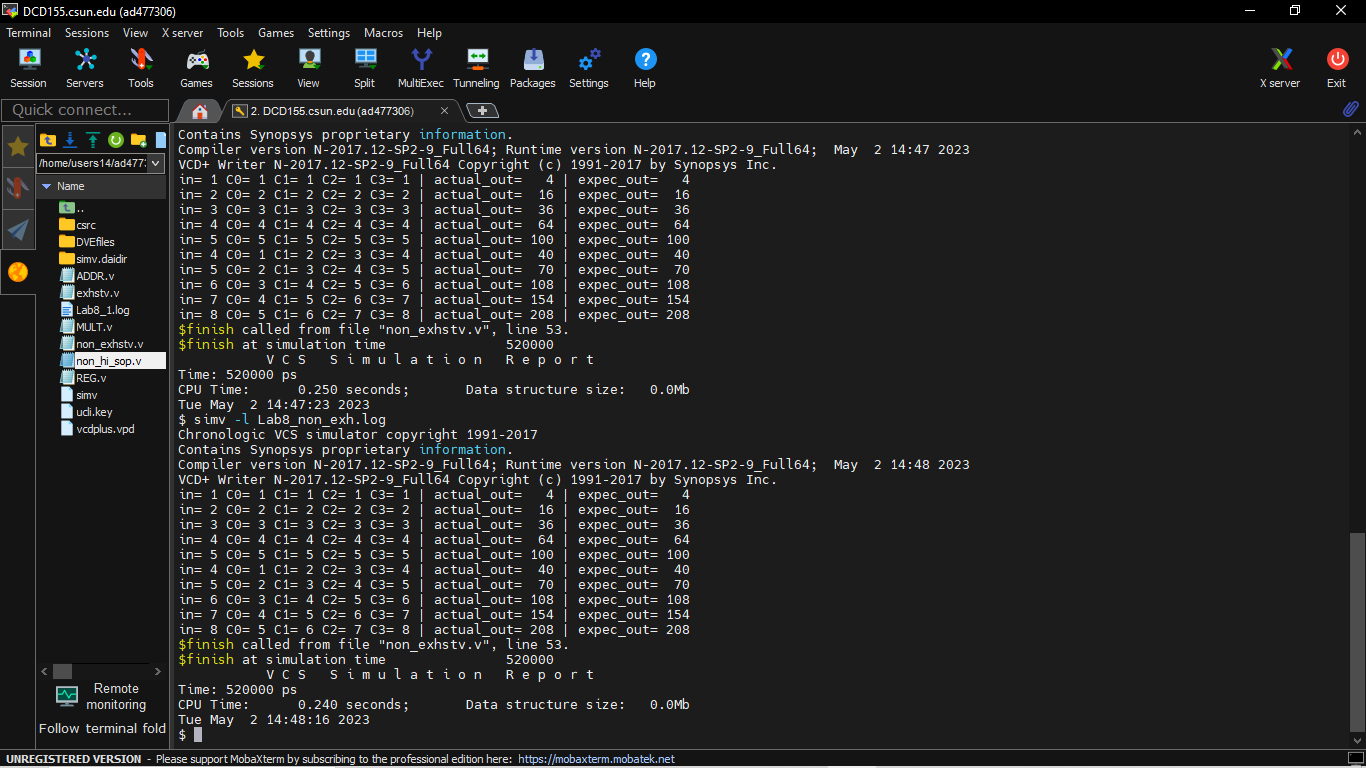 DCD155.csun.edu (ad477306)
Terminal Sessions View X server Tools Games Settings Macros Help
Session Servers Tools Games Sessions View Split MultiExec Tunneling Packages Settings Help X server Exit
Quick connect...
2. DCD155.csun.edu (ad477306)
/home/users14/ad477
Name
..
csrc
DVEfiles
simv.daidir
ADDR.v
exhstv.v
Lab8_1.log
MULT.v
non_exhstv.v
non_hi_sop.v
REG.v
simv
ucli.key
vcdplus.vpd
Remote
monitoring
Follow terminal fold
Contains Synopsys proprietary information.
Compiler version N-2017.12-SP2-9_Full64; Runtime version N-2017.12-SP2-9_Full64;  May  2 14:47 2023
VCD+ Writer N-2017.12-SP2-9_Full64 Copyright (c) 1991-2017 by Synopsys Inc.
in= 1 C0= 1 C1= 1 C2= 1 C3= 1 | actual_out=   4 | expec_out=   4
in= 2 C0= 2 C1= 2 C2= 2 C3= 2 | actual_out=  16 | expec_out=  16
in= 3 C0= 3 C1= 3 C2= 3 C3= 3 | actual_out=  36 | expec_out=  36
in= 4 C0= 4 C1= 4 C2= 4 C3= 4 | actual_out=  64 | expec_out=  64
in= 5 C0= 5 C1= 5 C2= 5 C3= 5 | actual_out= 100 | expec_out= 100
in= 4 C0= 1 C1= 2 C2= 3 C3= 4 | actual_out=  40 | expec_out=  40
in= 5 C0= 2 C1= 3 C2= 4 C3= 5 | actual_out=  70 | expec_out=  70
in= 6 C0= 3 C1= 4 C2= 5 C3= 6 | actual_out= 108 | expec_out= 108
in= 7 C0= 4 C1= 5 C2= 6 C3= 7 | actual_out= 154 | expec_out= 154
in= 8 C0= 5 C1= 6 C2= 7 C3= 8 | actual_out= 208 | expec_out= 208
$finish called from file "non_exhstv.v", line 53.
$finish at simulation time               520000
V C S   S i m u l a t i o n   R e p o r t
Time: 520000 ps
CPU Time:      0.250 seconds;       Data structure size:   0.0Mb
Tue May  2 14:47:23 2023
$ simv -l Lab8_non_exh.log
Chronologic VCS simulator copyright 1991-2017
Contains Synopsys proprietary information.
Compiler version N-2017.12-SP2-9_Full64; Runtime version N-2017.12-SP2-9_Full64;  May  2 14:48 2023
VCD+ Writer N-2017.12-SP2-9_Full64 Copyright (c) 1991-2017 by Synopsys Inc.
in= 1 C0= 1 C1= 1 C2= 1 C3= 1 | actual_out=   4 | expec_out=   4
in= 2 C0= 2 C1= 2 C2= 2 C3= 2 | actual_out=  16 | expec_out=  16
in= 3 C0= 3 C1= 3 C2= 3 C3= 3 | actual_out=  36 | expec_out=  36
in= 4 C0= 4 C1= 4 C2= 4 C3= 4 | actual_out=  64 | expec_out=  64
in= 5 C0= 5 C1= 5 C2= 5 C3= 5 | actual_out= 100 | expec_out= 100
in= 4 C0= 1 C1= 2 C2= 3 C3= 4 | actual_out=  40 | expec_out=  40
in= 5 C0= 2 C1= 3 C2= 4 C3= 5 | actual_out=  70 | expec_out=  70
in= 6 C0= 3 C1= 4 C2= 5 C3= 6 | actual_out= 108 | expec_out= 108
in= 7 C0= 4 C1= 5 C2= 6 C3= 7 | actual_out= 154 | expec_out= 154
in= 8 C0= 5 C1= 6 C2= 7 C3= 8 | actual_out= 208 | expec_out= 208
$finish called from file "non_exhstv.v", line 53.
$finish at simulation time               520000
V C S   S i m u l a t i o n   R e p o r t
Time: 520000 ps
CPU Time:      0.240 seconds;       Data structure size:   0.0Mb
Tue May  2 14:48:16 2023
$
UNREGISTERED VERSION - Please support MobaXterm by subscribing to the professional edition here: https://mobaxterm.mobatek.net